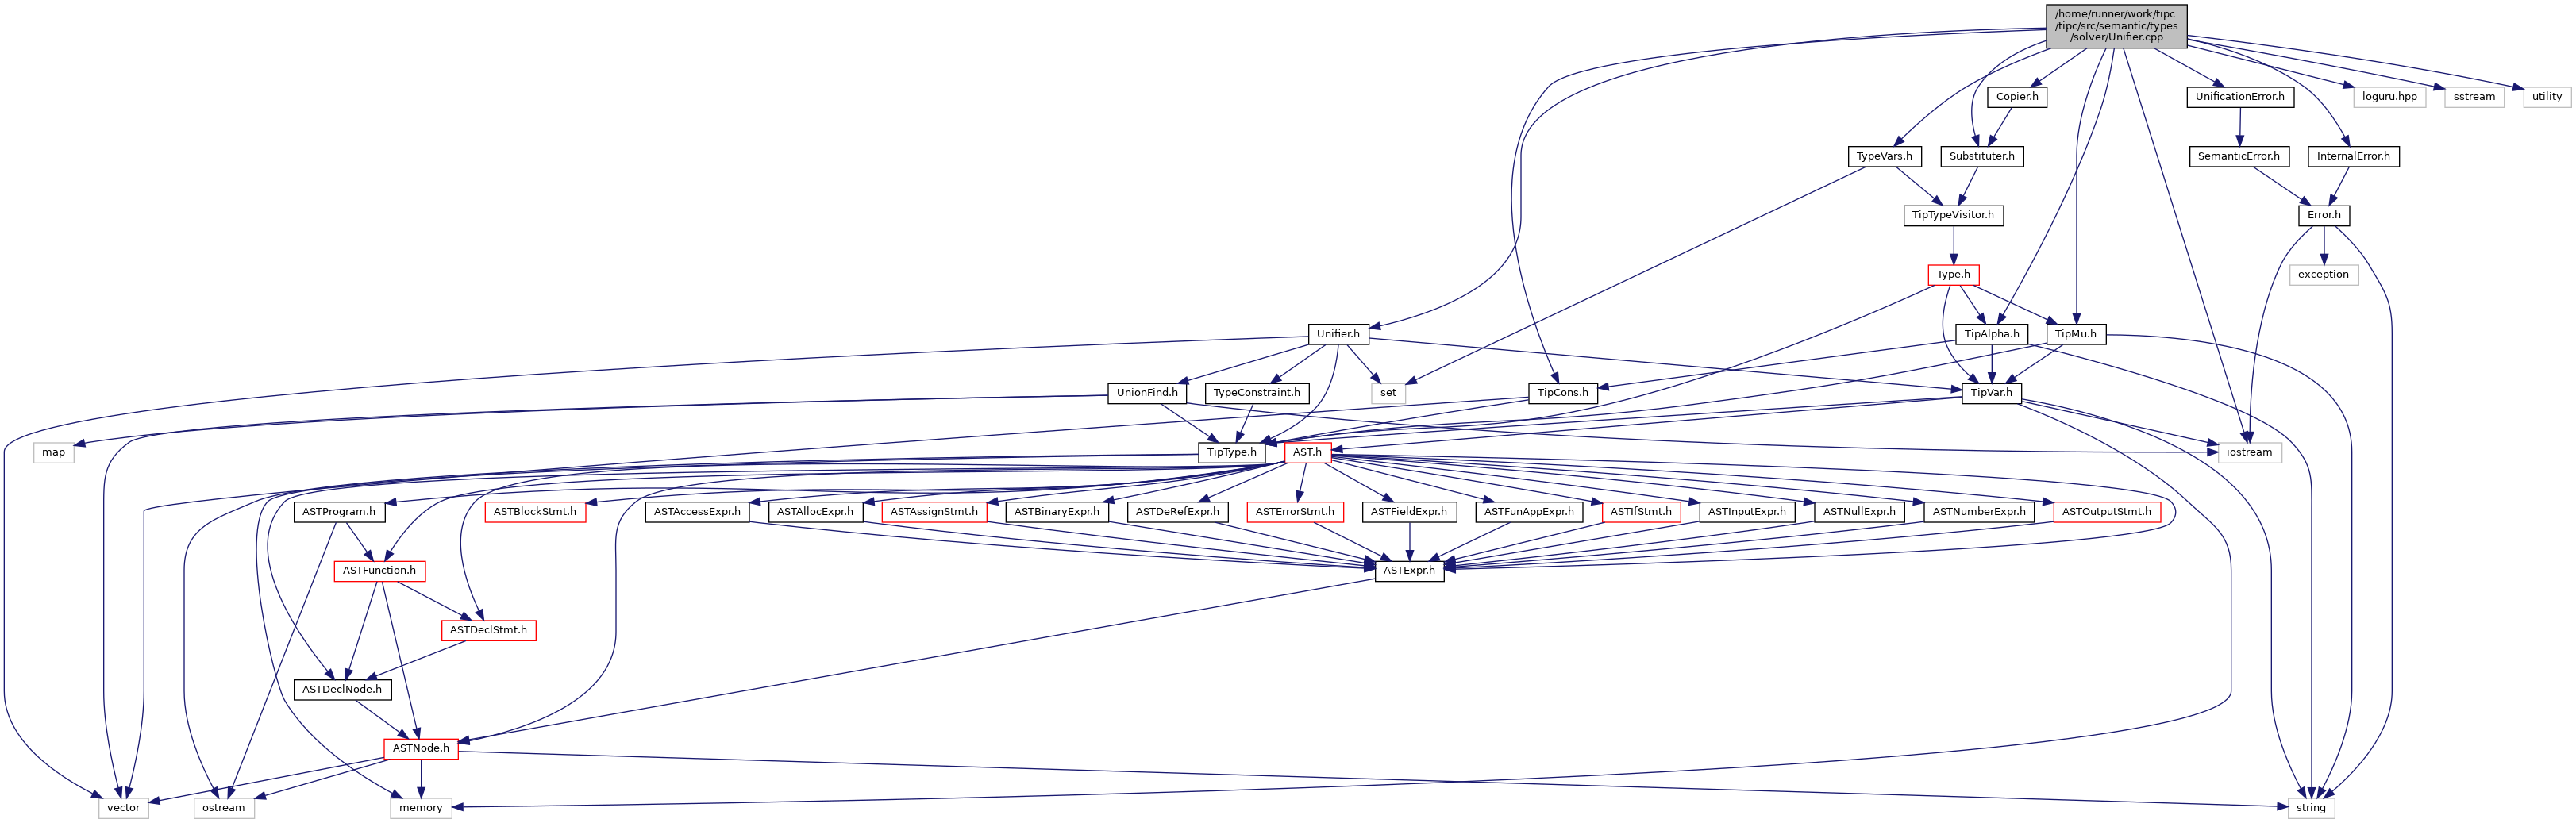 /home/runner/work/tipc
/tipc/src/semantic/types
/solver/Unifier.cpp
Copier.h
UnificationError.h
loguru.hpp
sstream
utility
TypeVars.h
Substituter.h
SemanticError.h
InternalError.h
TipTypeVisitor.h
Error.h
Type.h
exception
Unifier.h
TipAlpha.h
TipMu.h
UnionFind.h
TypeConstraint.h
set
TipCons.h
TipVar.h
map
TipType.h
AST.h
iostream
ASTProgram.h
ASTBlockStmt.h
ASTAccessExpr.h
ASTAllocExpr.h
ASTAssignStmt.h
ASTBinaryExpr.h
ASTDeRefExpr.h
ASTErrorStmt.h
ASTFieldExpr.h
ASTFunAppExpr.h
ASTIfStmt.h
ASTInputExpr.h
ASTNullExpr.h
ASTNumberExpr.h
ASTOutputStmt.h
ASTFunction.h
ASTExpr.h
ASTDeclStmt.h
ASTDeclNode.h
ASTNode.h
vector
ostream
memory
string